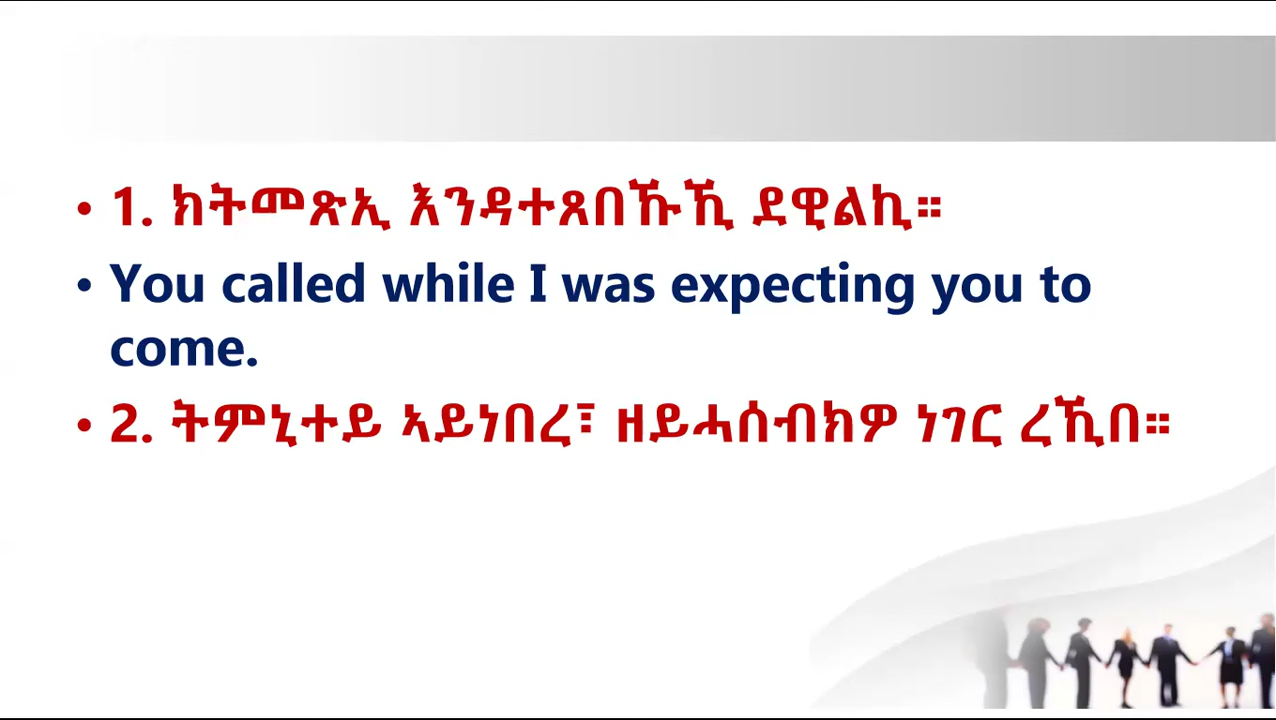 • 1. ክትመጽኢ እንዳተጸበኹኺ ደዊልኪ።
• You called while I was expecting you to
come.
• 2. ትምኒተይ ኣይነበረ፣ ዘይሓሰብክዎ ነገር ረኺበ።